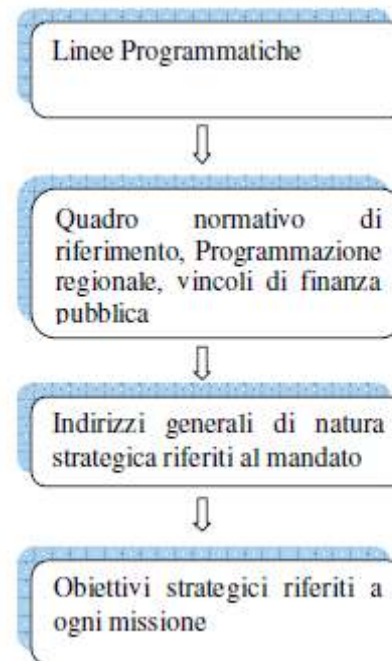 Linee Programmatiche
Quadro normativo di
riferimento, Programmazione
regionale, vincoli di finanza
pubblica
Indirizzi generali di natura
strategica riferiti al mandato
Obiettivi strategici riferiti a
ogni missione